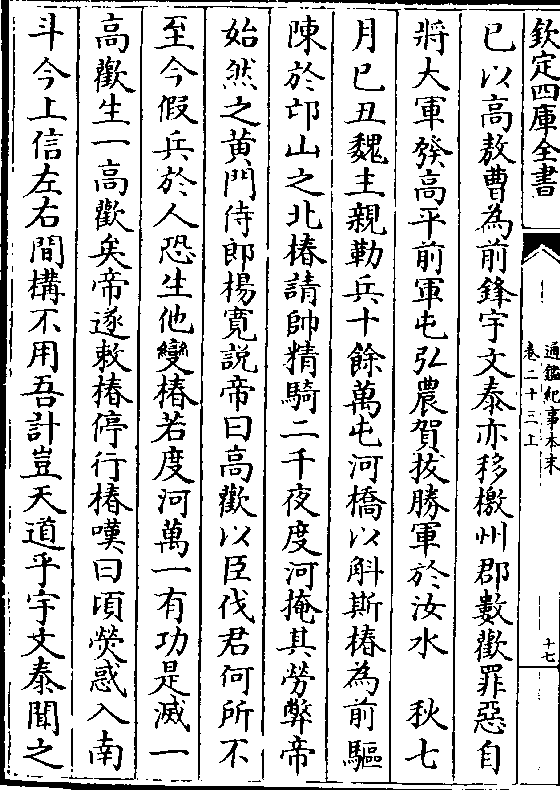 欽定四庫全書
通鑑紀事本末
卷二十三上
十七
已以高敖曹為前鋒宇文泰亦移檄州郡數歡罪惡自
將大軍發高平前軍屯弘農賀拔勝軍於汝水　秋七
月己丑魏主親勒兵十餘萬屯河橋以斛斯椿為前驅
陳於邙山之北椿請帥精騎二千夜度河掩其勞弊帝
始然之黄門侍郎楊寛説帝曰高歡以臣伐君何所不
至今假兵於人恐生他變椿若度河萬一有功是滅一
高歡生一高歡矣帝遂敕椿停行椿嘆曰頃熒惑入南
斗今上信左右間構不用吾計豈天道乎宇文泰聞之